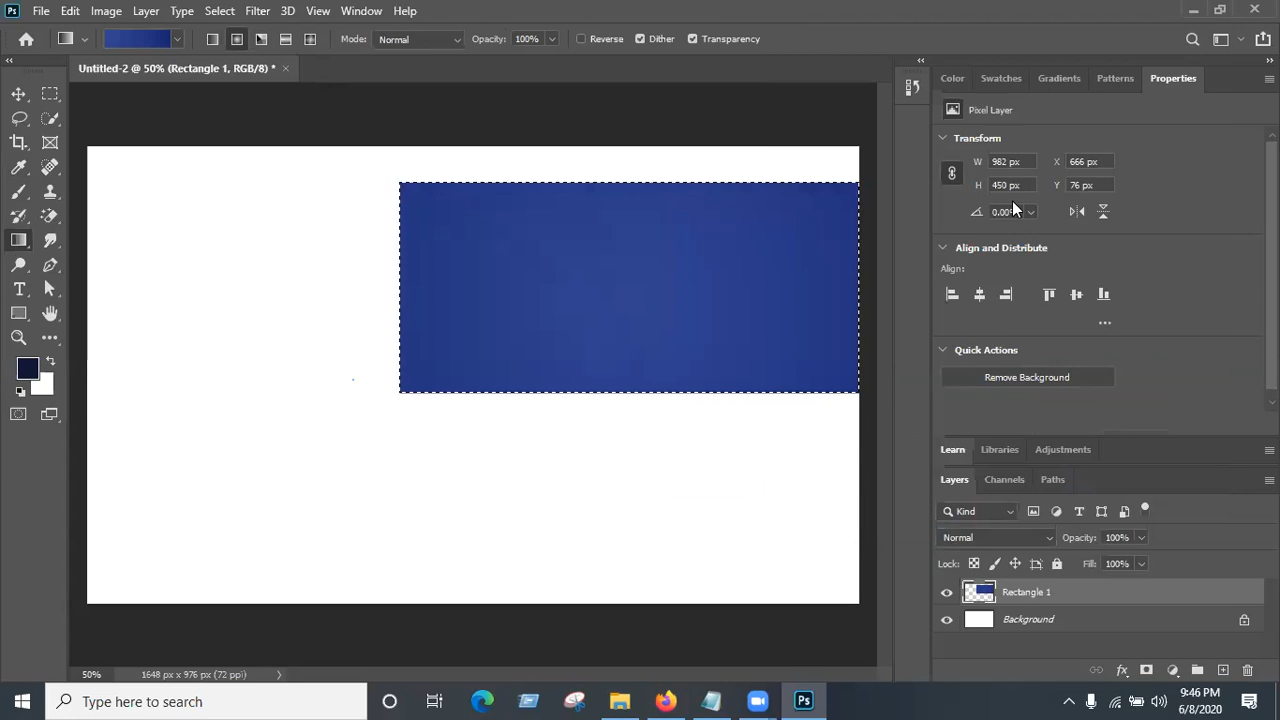 Ps File Edit Image Layer Type Select Filter 3D View Window Help
Mode: Normal Opacity: 100% Reverse Dither Transparency
Untitled-2 @ 50% (Rectangle 1, RGB/8) *
Color Swatches Gradients Patterns Properties
Pixel Layer
Transform
W 982 px X 666 px
H 450 px Y 76 px
Align and Distribute
Align:
Quick Actions
Remove Background
Learn Libraries Adjustments
Layers Channels Paths
Kind
Normal Opacity: 100%
Lock: Fill: 100%
Rectangle 1
Background
50% 1648 px x 976 px (72 ppi)
Type here to search
Ps
9:46 PM
6/8/2020